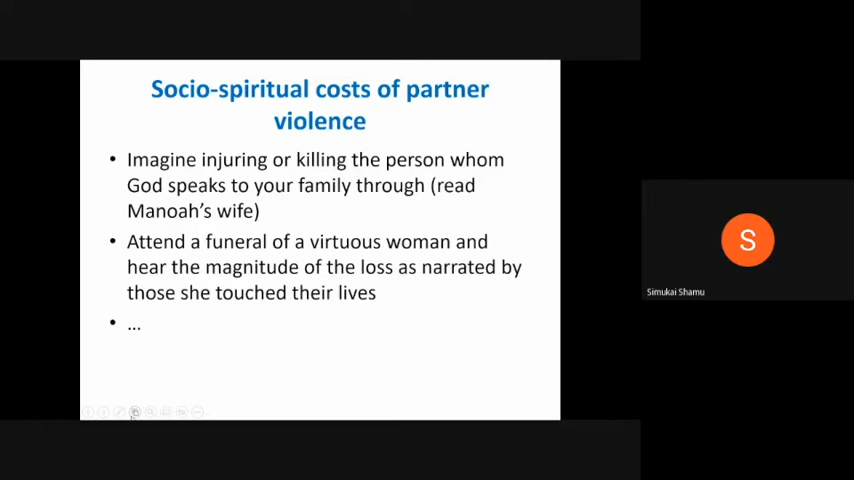 Socio-spiritual costs of partner
violence
• Imagine injuring or killing the person whom
God speaks to your family through (read
Manoah's wife)
• Attend a funeral of a virtuous woman and
hear the magnitude of the loss as narrated by
those she touched their lives
• ...
S
Simukai Shamu